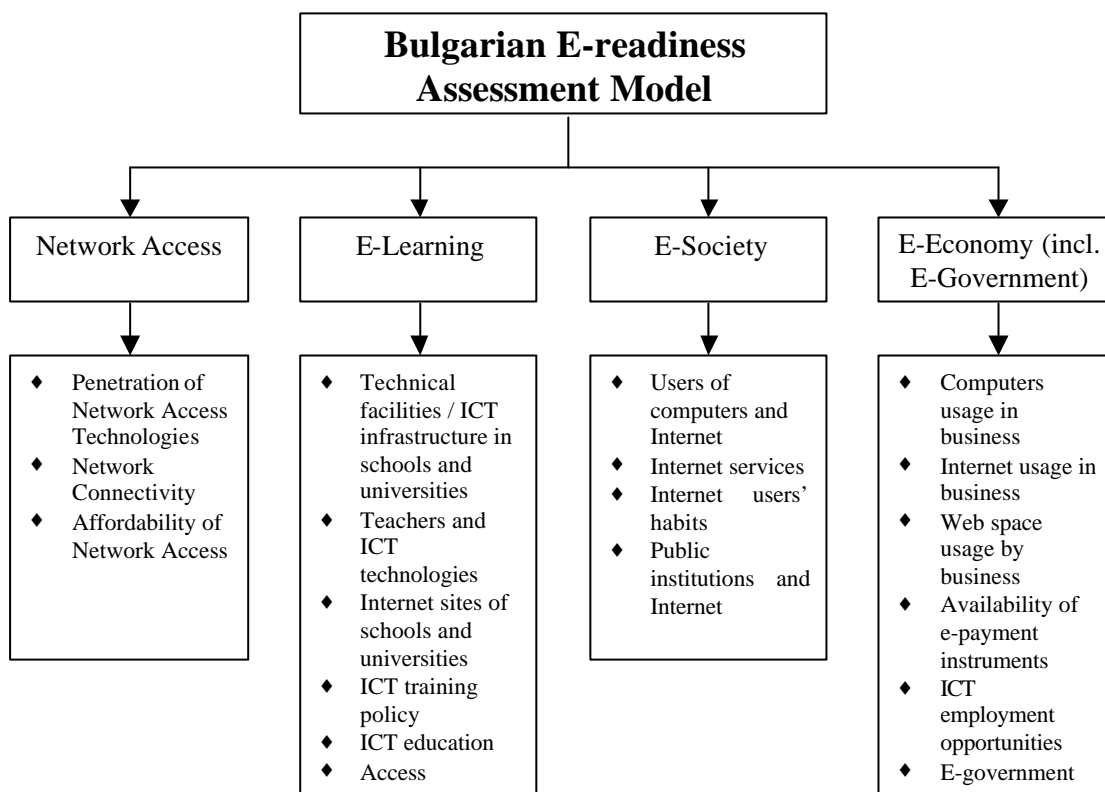 Bulgarian E-readiness
Assessment Model
Network Access
E-Learning
E-Society
E-Economy (incl.
E-Government)
♦ Penetration of
Network Access
Technologies
♦ Network
Connectivity
♦ Affordability of
Network Access
♦ Technical
facilities / ICT
infrastructure in
schools and
universities
♦ Teachers and
ICT
technologies
♦ Internet sites of
schools and
universities
♦ ICT training
policy
♦ ICT education
♦ Access
♦ Users of
computers and
Internet
♦ Internet services
♦ Internet users’
habits
♦ Public
institutions and
Internet
♦ Computers
usage in
business
♦ Internet usage in
business
♦ Web space
usage by
business
♦ Availability of
e-payment
instruments
♦ ICT
employment
opportunities
♦ E-government